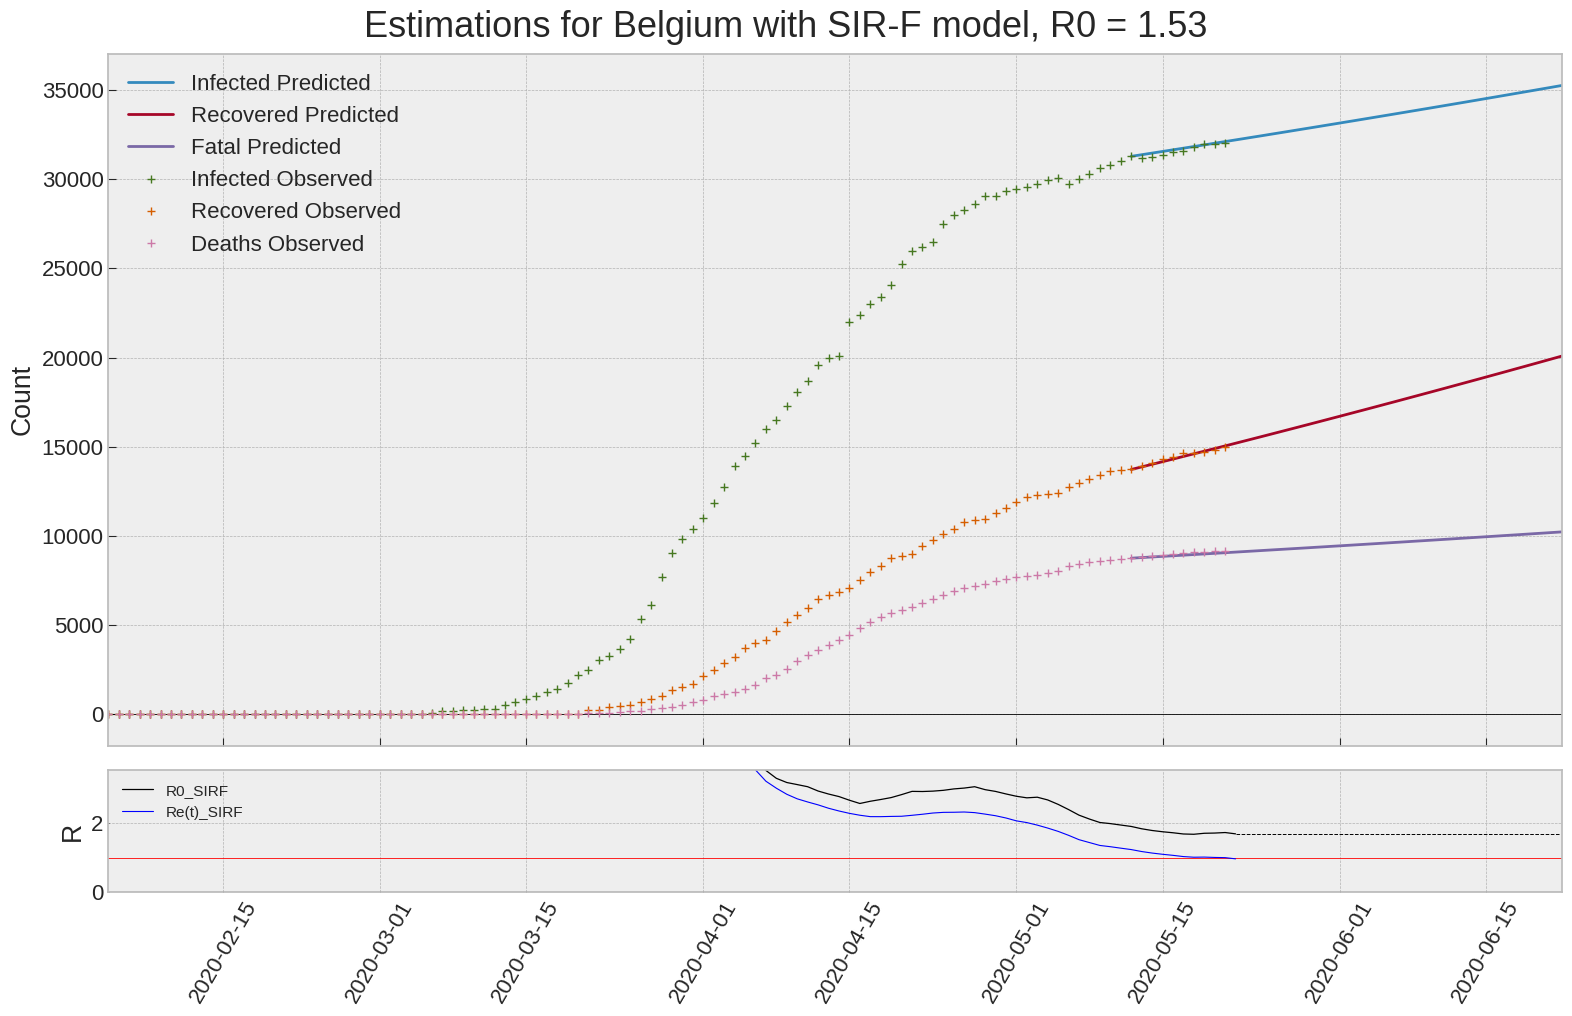 Estimations for Belgium with SIR-F model, R0 = 1.53
Infected Predicted
Recovered Predicted
Fatal Predicted
Infected Observed
Recovered Observed
Deaths Observed
35000
30000
25000
20000
15000
10000
5000
0
Count
R0_SIRF
Re(t)_SIRF
2
0
R
2020-02-15
2020-03-01
2020-03-15
2020-04-01
2020-04-15
2020-05-01
2020-05-15
2020-06-01
2020-06-15